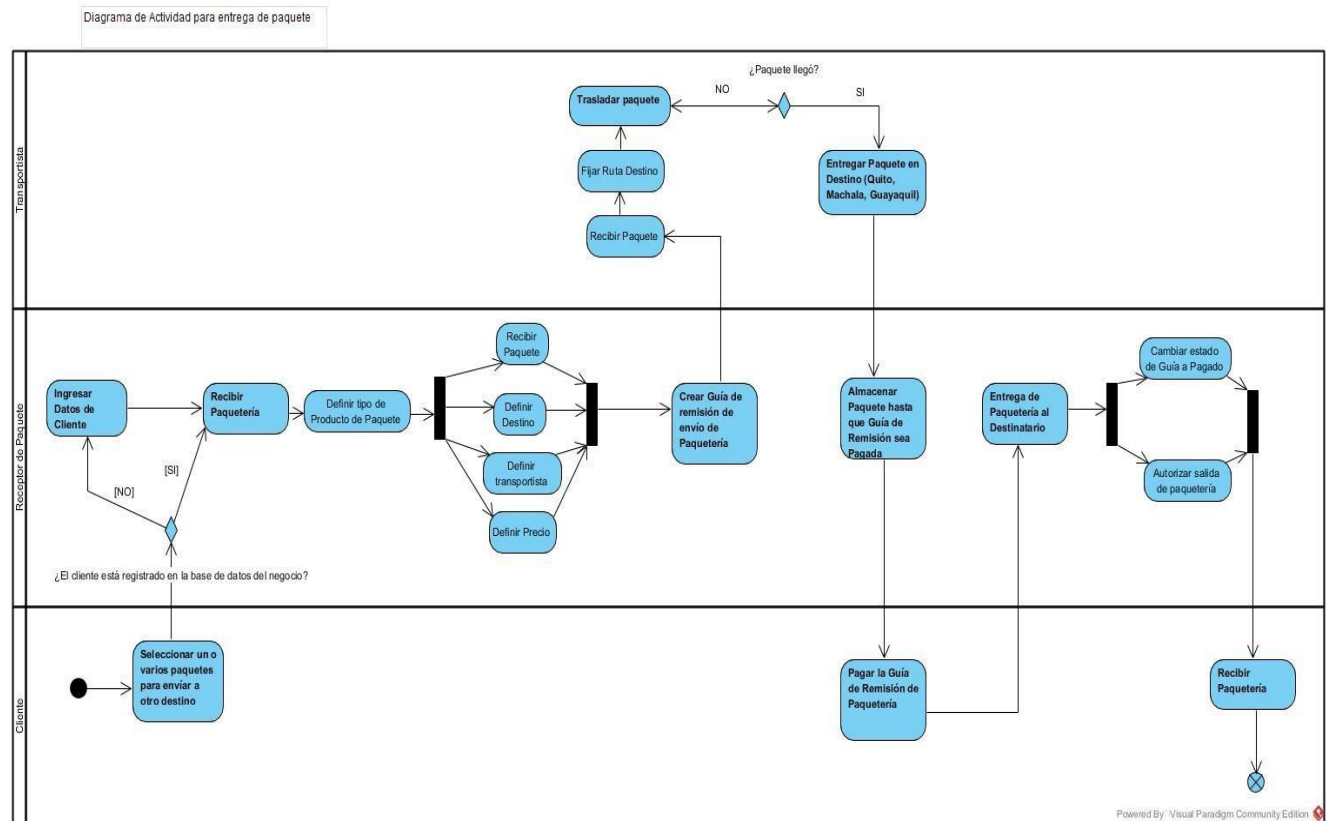 Diagrama de Actividad para entrega de paquete
Transportista
¿Paquete llegó?
Trasladar paquete
NO
SI
Fijar Ruta Destino
Entregar Paquete en
Destino (Quito,
Machala, Guayaquil)
Recibir Paquete
Receptor de Paquete
Ingresar
Datos de
Cliente
Recibir
Paquetería
Definir tipo de
Producto de Paquete
Recibir
Paquete
Definir
Destino
Definir
transportista
Definir Precio
Crear Guía de
remisión de
envío de
Paquetería
Almacenar
Paquete hasta
que Guía de
Remisión sea
Pagada
Entrega de
Paquetería al
Destinatario
Cambiar estado
de Guía a Pagado
Autorizar salida
de paquetería
[SI]
[NO]
¿El cliente está registrado en la base de datos del negocio?
Cliente
Seleccionar un o
varios paquetes
para envíar a
otro destino
Pagar la Guía
de Remisión de
Paquetería
Recibir
Paquetería
Powered By Visual Paradigm Community Edition